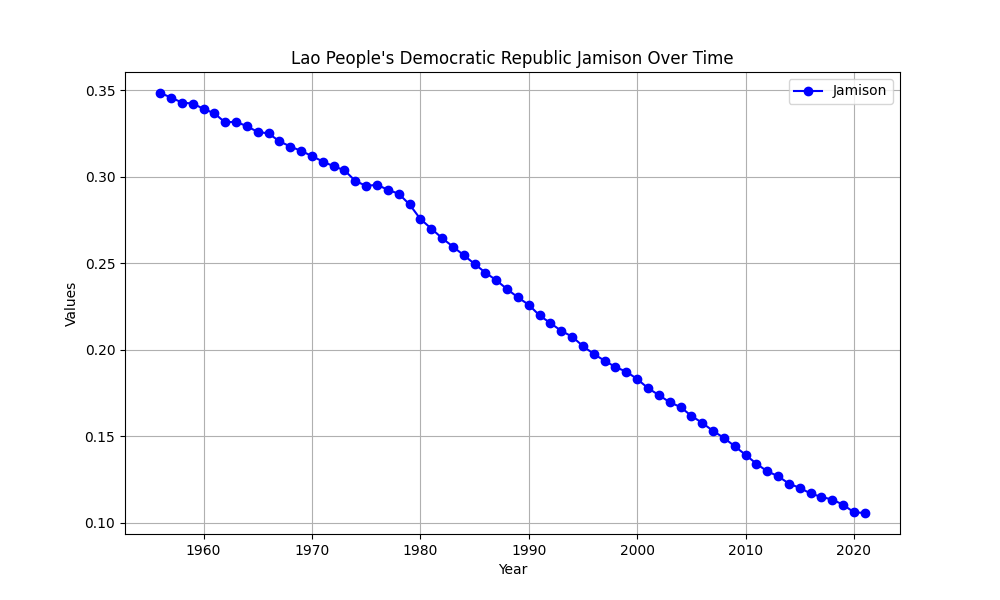 Lao People's Democratic Republic Jamison Over Time
Jamison
0.35
0.30
0.25
0.20
0.15
0.10
Values
1960 1970 1980 1990 2000 2010 2020
Year